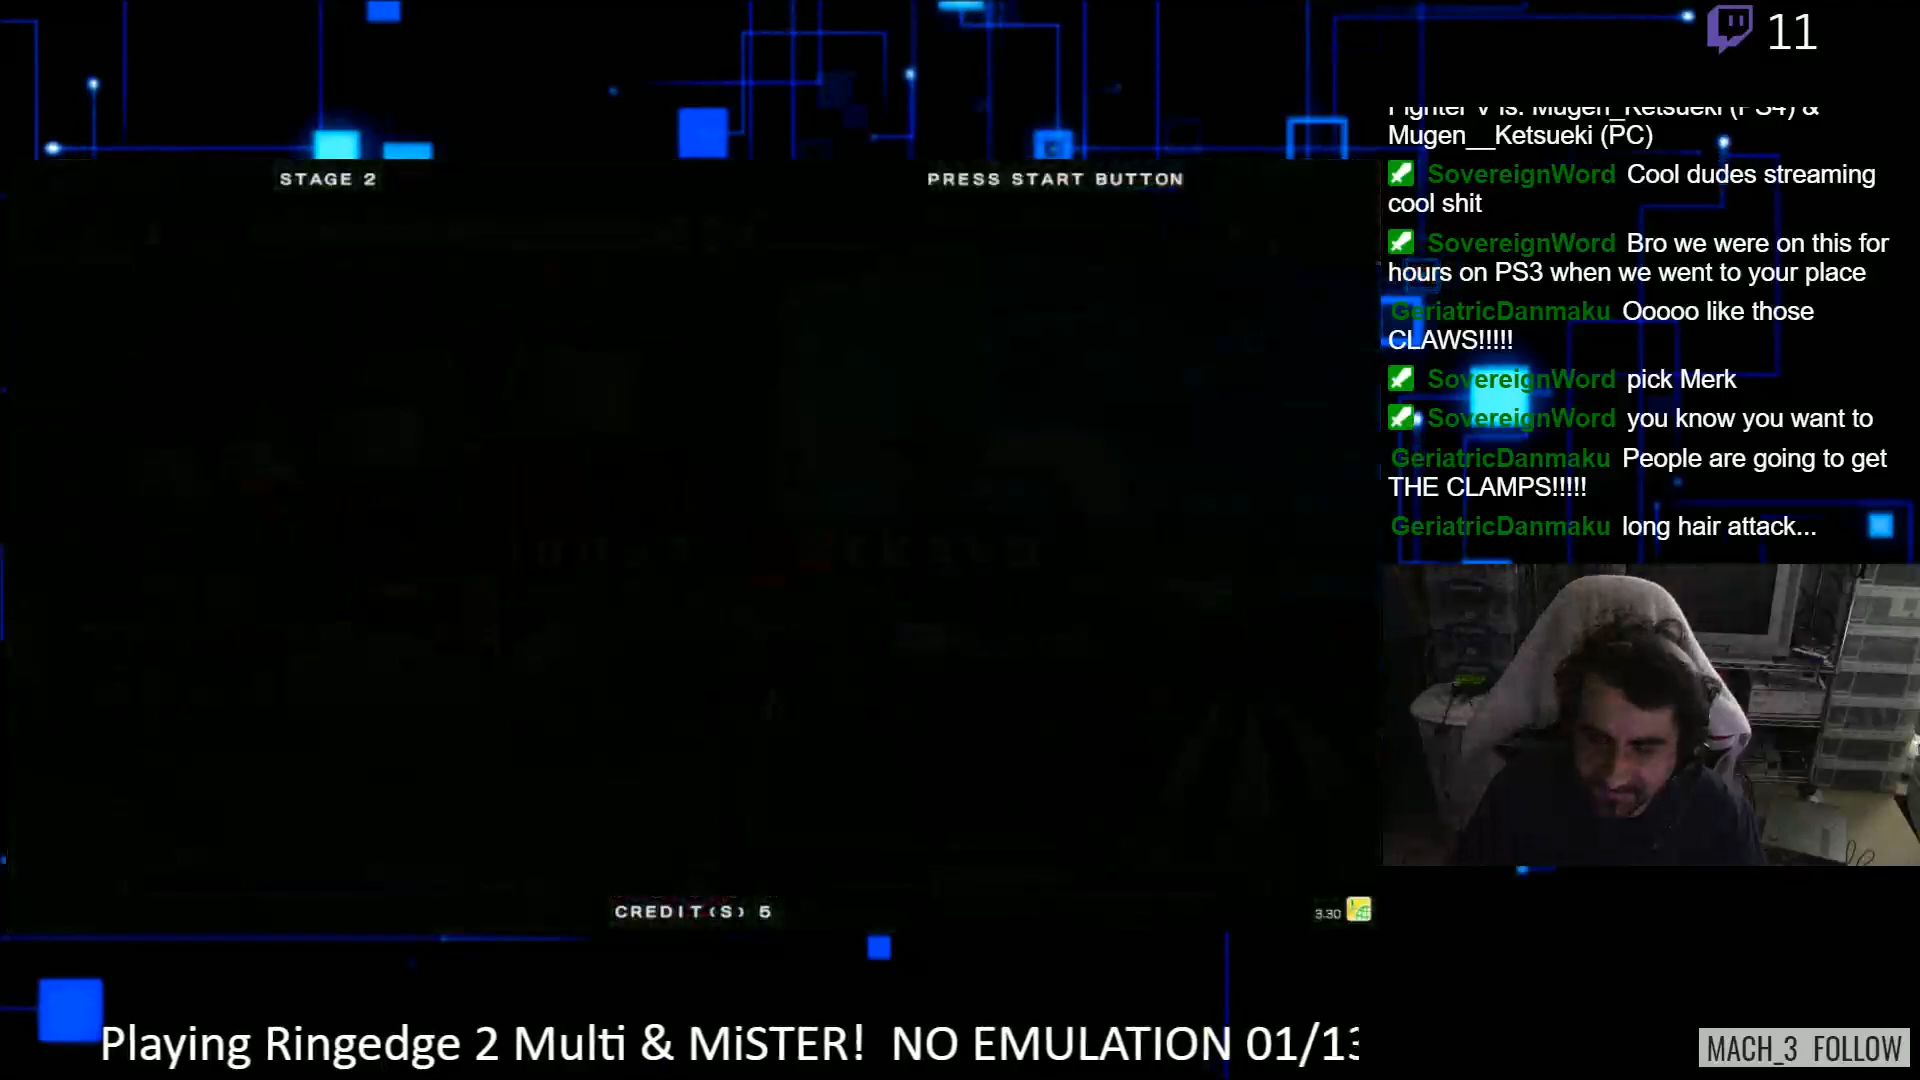 11
Mugen__Ketsueki (PC)
SovereignWord Cool dudes streaming
cool shit
SovereignWord Bro we were on this for
hours on PS3 when we went to your place
GeriatricDanmaku Ooooo like those
CLAWS!!!!!
SovereignWord pick Merk
SovereignWord you know you want to
GeriatricDanmaku People are going to get
THE CLAMPS!!!!!
GeriatricDanmaku long hair attack...
STAGE 2
PRESS START BUTTON
CREDIT(S) 5
3.30
Playing Ringedge 2 Multi & MiSTER! NO EMULATION 01/13
MACH_3 FOLLOW